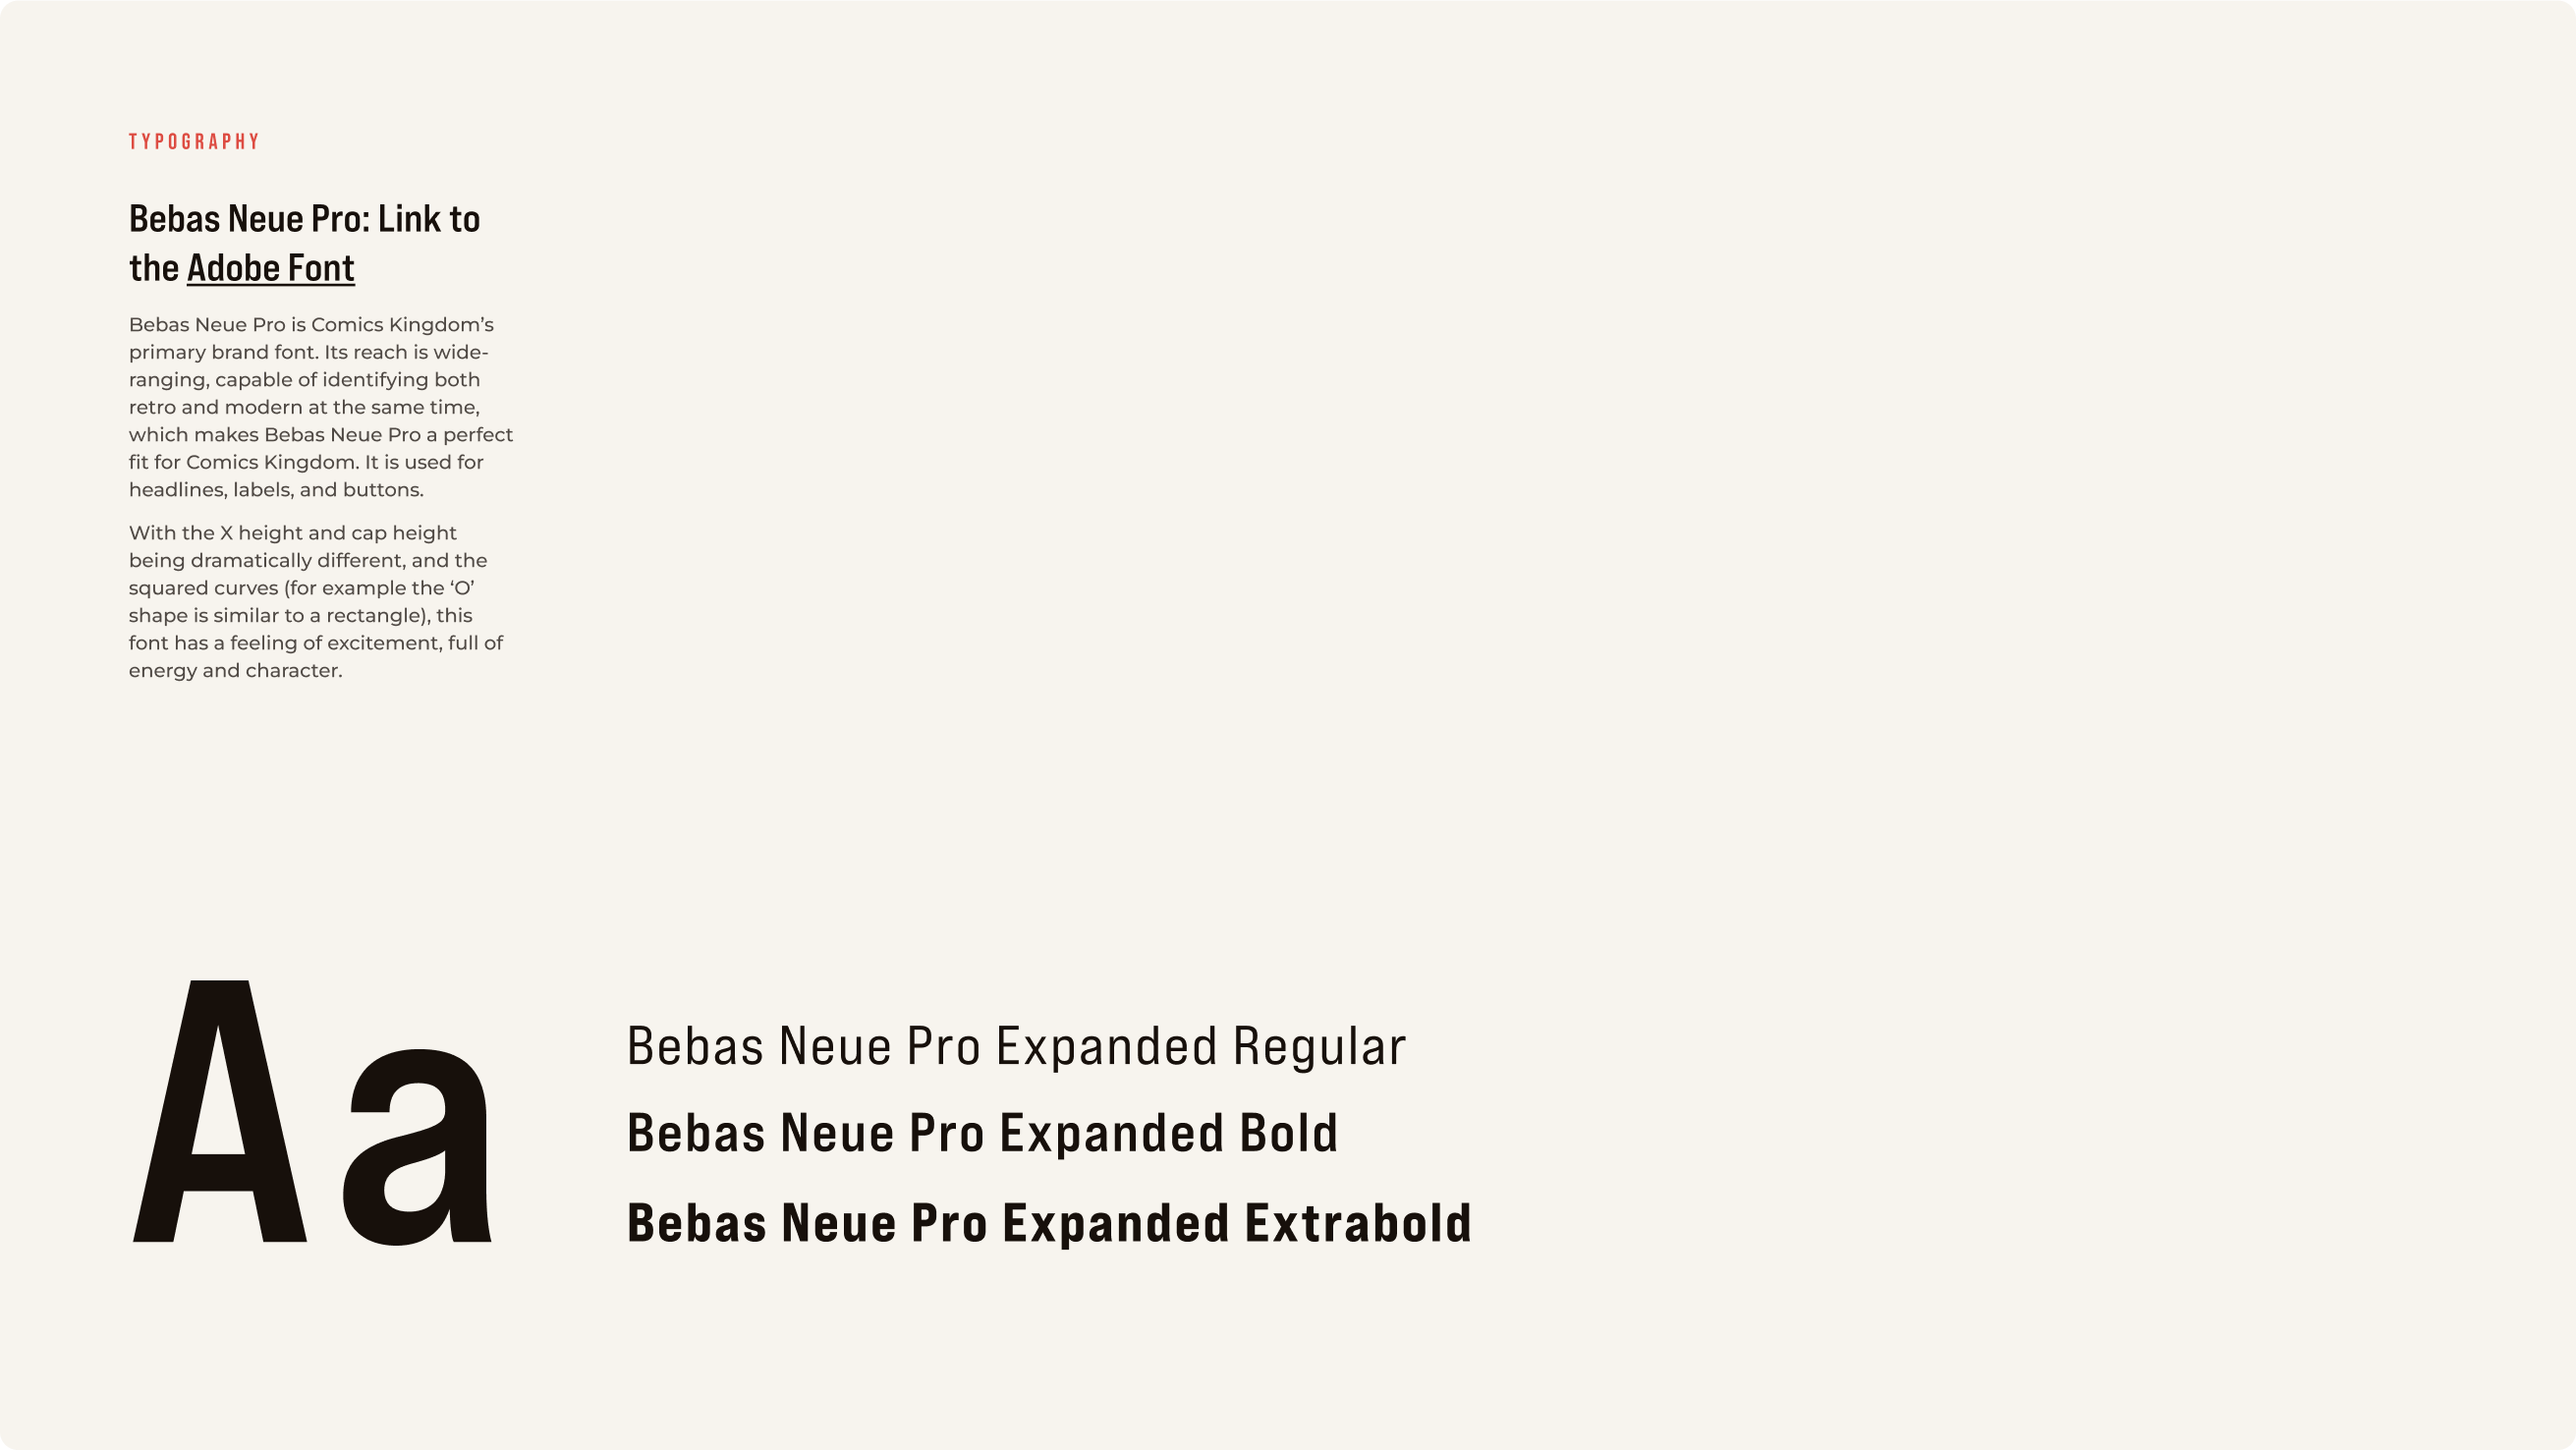 TYPOGRAPHY
Bebas Neue Pro: Link to
the Adobe Font
Bebas Neue Pro is Comics Kingdom’s
primary brand font. Its reach is wide-
ranging, capable of identifying both
retro and modern at the same time,
which makes Bebas Neue Pro a perfect
fit for Comics Kingdom. It is used for
headlines, labels, and buttons.
With the X height and cap height
being dramatically different, and the
squared curves (for example the ‘O’
shape is similar to a rectangle), this
font has a feeling of excitement, full of
energy and character.
Aa
Bebas Neue Pro Expanded Regular
Bebas Neue Pro Expanded Bold
Bebas Neue Pro Expanded Extrabold